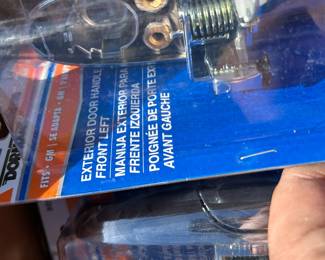 EXTERIOR DOOR HANDLE
FRONT LEFT
MANIJA EXTERIOR PARA
FRENTE IZQUIERDA
POIGNÉE DE PORTE EXT
AVANT GAUCHE
FITS • GM | SE ADAPTA • GM |